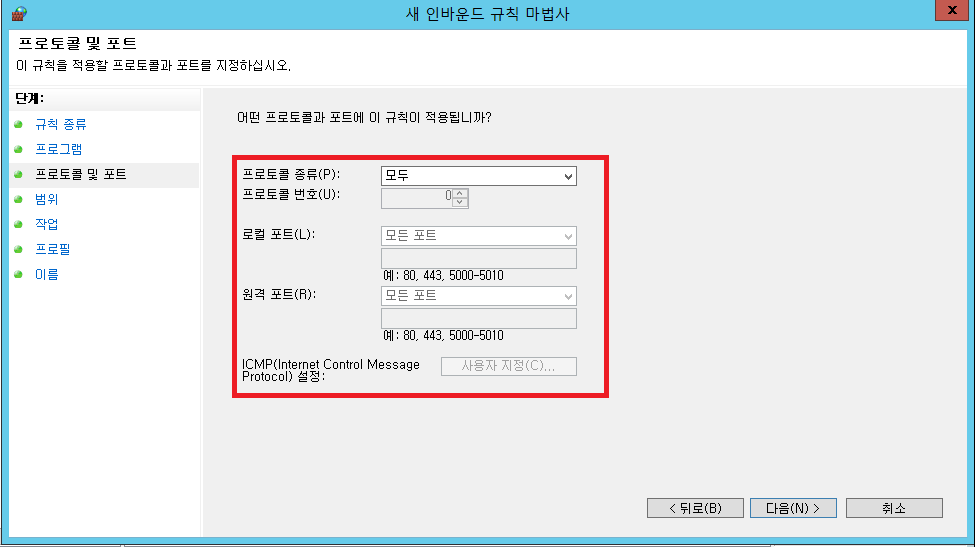 새 인바운드 규칙 마법사
x
프로토콜 및 포트
이 규칙을 적용할 프로토콜과 포트를 지정하십시오.
단계:
규칙 종류
프로그램
프로토콜 및 포트
범위
작업
프로필
이름
어떤 프로토콜과 포트에 이 규칙이 적용됩니까?
프로토콜 종류(P): 모두
프로토콜 번호(U): 0
로컬 포트(L): 모든 포트
예: 80, 443, 5000-5010
원격 포트(R): 모든 포트
예: 80, 443, 5000-5010
ICMP(Internet Control Message
Protocol) 설정:
사용자 지정(C)...
< 뒤로(B) 다음(N) > 취소